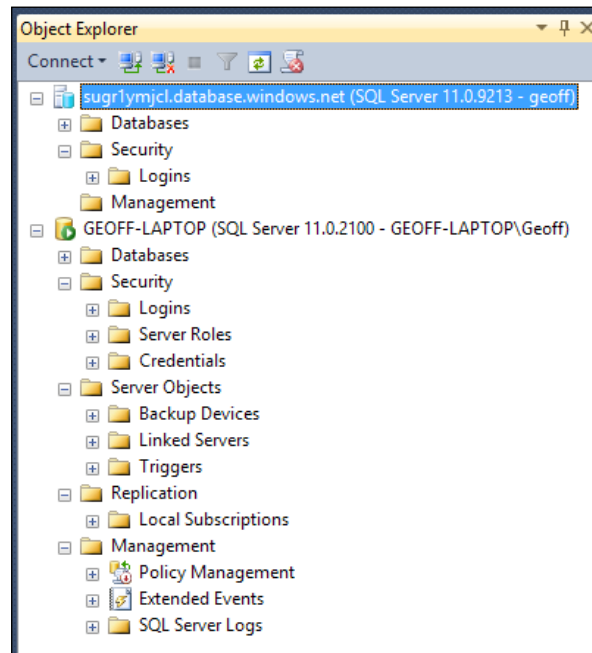 Object Explorer
Connect
sugr1ymjcl.database.windows.net (SQL Server 11.0.9213 - geoff)
Databases
Security
Logins
Management
GEOFF-LAPTOP (SQL Server 11.0.2100 - GEOFF-LAPTOP\Geoff)
Databases
Security
Logins
Server Roles
Credentials
Server Objects
Backup Devices
Linked Servers
Triggers
Replication
Local Subscriptions
Management
Policy Management
Extended Events
SQL Server Logs